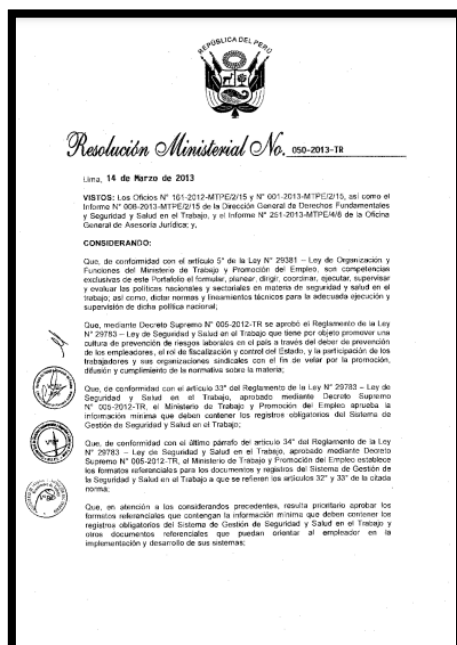 REPÚBLICA DEL PERÚ
Resolución Ministerial No. 050-2013-TR
Lima, 14 de Marzo de 2013
VISTOS: Los Oficios N° 161-2012-MTPE/2/15 y N° 001-2013-MTPE/2/15, así como el
Informe N° 008-2013-MTPE/2/15 de la Dirección General de Derechos Fundamentales
y Seguridad y Salud en el Trabajo, y el Informe N° 251-2013-MTPE/4/8 de la Oficina
General de Asesoría Jurídica; y,
CONSIDERANDO:
Que, de conformidad con el artículo 5° de la Ley N° 29381 – Ley de Organización y
Funciones del Ministerio de Trabajo y Promoción del Empleo, son competencias
exclusivas de este Portafolio el formular, planear, dirigir, coordinar, ejecutar, supervisar
y evaluar las políticas nacionales y sectoriales en materia de seguridad y salud en el
trabajo; así como, dictar normas y lineamientos técnicos para la adecuada ejecución y
supervisión de dicha política nacional;
Que, mediante Decreto Supremo N° 005-2012-TR se aprobó el Reglamento de la Ley
N° 29783 – Ley de Seguridad y Salud en el Trabajo que tiene por objeto promover una
cultura de prevención de riesgos laborales en el país a través del deber de prevención
de los empleadores, el rol de fiscalización y control del Estado, y la participación de los
trabajadores y sus organizaciones sindicales con el fin de velar por la promoción,
difusión y cumplimiento de la normativa sobre la materia;
Que, de conformidad con el artículo 33° del Reglamento de la Ley N° 29783 – Ley de
Seguridad y Salud en el Trabajo, aprobado mediante Decreto Supremo
N° 005-2012-TR, el Ministerio de Trabajo y Promoción del Empleo aprueba la
información mínima que deben contener los registros obligatorios del Sistema de
Gestión de Seguridad y Salud en el Trabajo;
Que, de conformidad con el último párrafo del artículo 34° del Reglamento de la Ley
N° 29783 – Ley de Seguridad y Salud en el Trabajo, aprobado mediante Decreto
Supremo N° 005-2012-TR, el Ministerio de Trabajo y Promoción del Empleo establece
los formatos referenciales para los documentos y registros del Sistema de Gestión de
la Seguridad y Salud en el Trabajo a que se refieren los artículos 32° y 33° de la citada
norma;
Que, en atención a los considerandos precedentes, resulta prioritario aprobar los
formatos referenciales que contengan la información mínima que deben contener los
registros obligatorios del Sistema de Gestión de Seguridad y Salud en el Trabajo y
otros documentos referenciales que puedan orientar al empleador en la
implementación y desarrollo de sus sistemas;